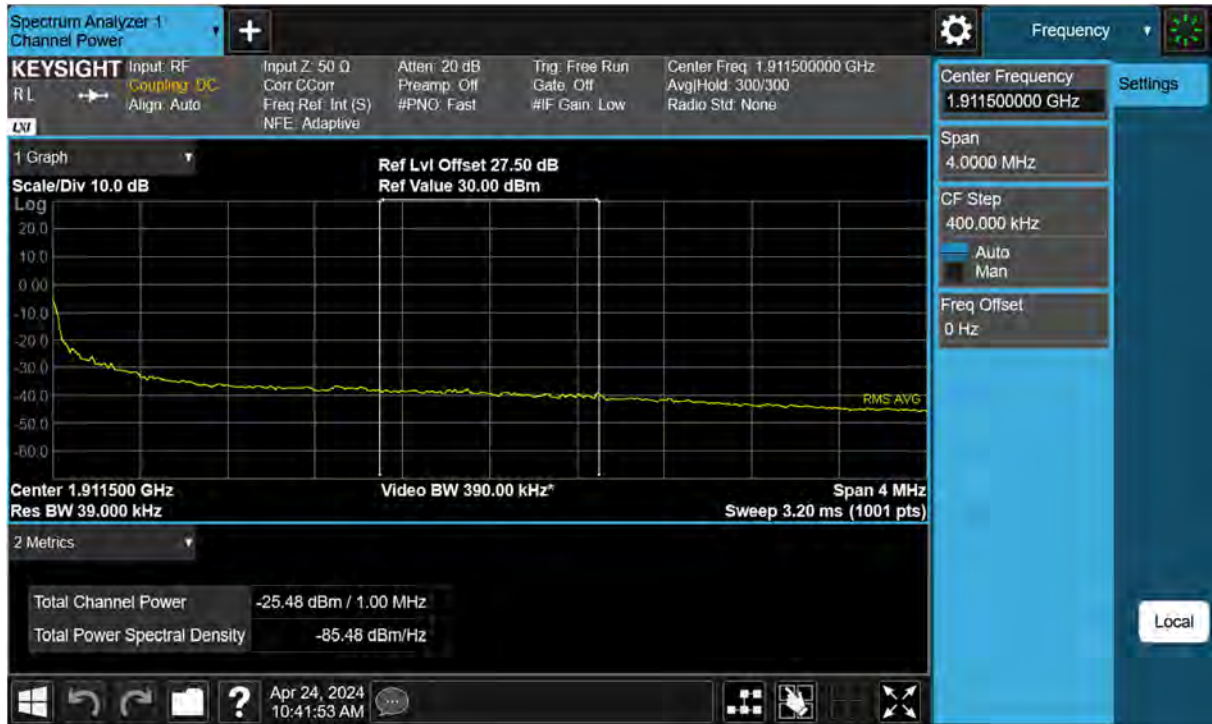 Spectrum Analyzer 1
Channel Power
+
Frequency
KEYSIGHT
RL
LXI
Input: RF
Coupling: DC
Align: Auto
Input Z: 50 Ω
Corr CCorr
Freq Ref: Int (S)
NFE: Adaptive
Atten: 20 dB
Preamp: Off
#PNO: Fast
Trig: Free Run
Gate: Off
#IF Gain: Low
Center Freq: 1.911500000 GHz
Avg|Hold: 300/300
Radio Std: None
Center Frequency
1.911500000 GHz
Settings
Span
4.0000 MHz
CF Step
400.000 kHz
Auto
Man
Freq Offset
0 Hz
1 Graph
Scale/Div 10.0 dB
Ref Lvl Offset 27.50 dB
Ref Value 30.00 dBm
Log
20.0
10.0
0.00
-10.0
-20.0
-30.0
-40.0
-50.0
-60.0
RMS AVG
Center 1.911500 GHz
Video BW 390.00 kHz*
Span 4 MHz
Res BW 39.000 kHz
Sweep 3.20 ms (1001 pts)
2 Metrics
Total Channel Power -25.48 dBm / 1.00 MHz
Total Power Spectral Density -85.48 dBm/Hz
Local
?
Apr 24, 2024
10:41:53 AM